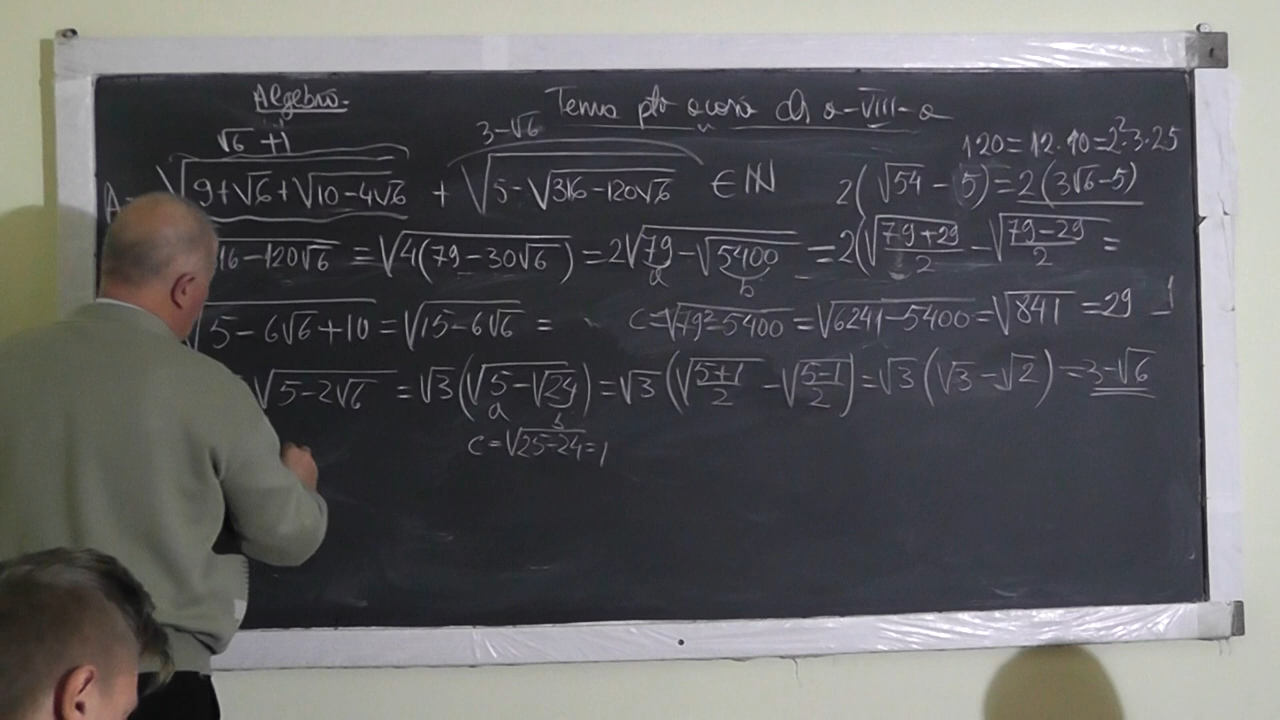 Algebra. Tema ptr acasă cls a-VIII-a
√6 +1 3-√6 120=12·10=2²·3·25
A= √(9+√6+√(10-4√6)) + √(5-√(316-120√6)) ∈ ℕ 2(√54 - 5)=2(3√6-5)
16-120√6 =√(4(79-30√6)) =2√(79-√5400) =2(√((79+29)/2) -√((79-29)/2) =
a b
√(5-6√6+10) =√(15-6√6) = c=√(79²-5400) =√(6241-5400) =√841 =29
√(5-2√6) =√3(√(5-√24)) =√3(√((5+1)/2) -√((5-1)/2)) =√3(√3-√2) =3-√6
a b
c=√(25-24)=1